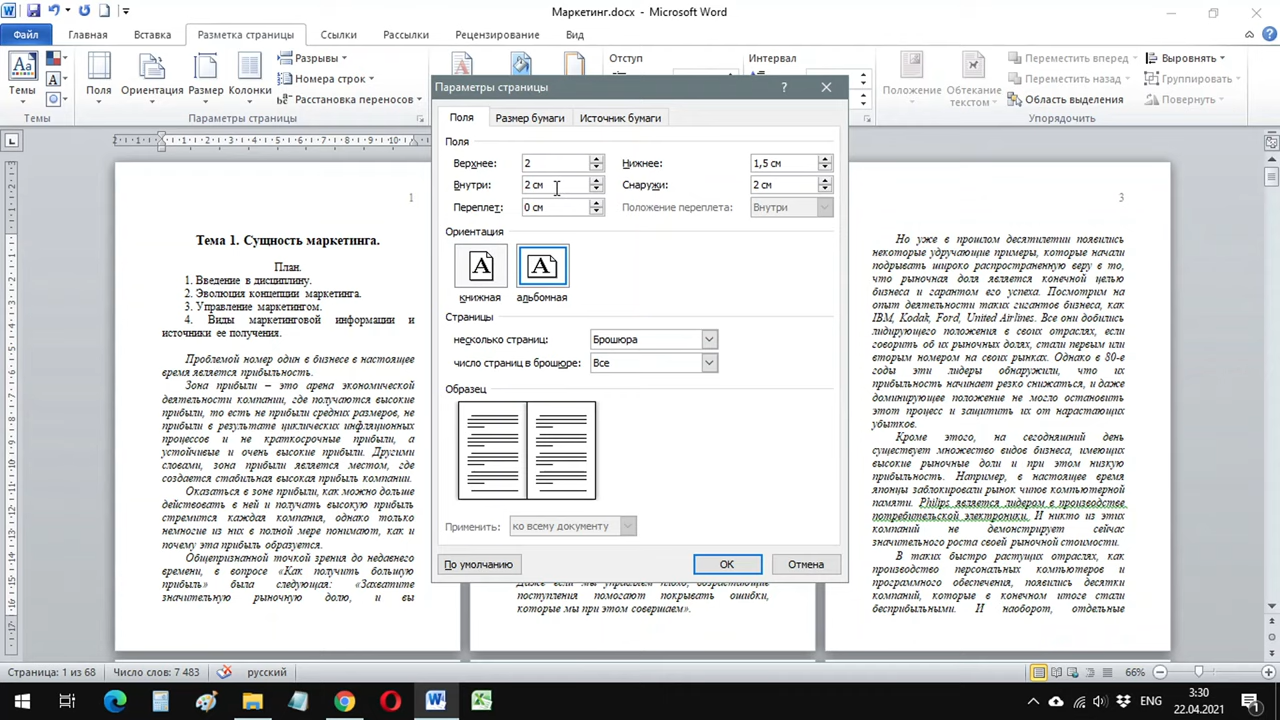 Маркетинг.docx - Microsoft Word
Файл Главная Вставка Разметка страницы Ссылки Рассылки Рецензирование Вид
Темы
Поля Ориентация Размер Колонки
Разрывы
Номера строк
Расстановка переносов
Отступ Интервал
Положение Обтекание текстом
Переместить вперед
Переместить назад
Область выделения
Выровнять
Группировать
Повернуть
Темы Параметры страницы Упорядочить
Параметры страницы
Поля Размер бумаги Источник бумаги
Поля
Верхнее: 2 Нижнее: 1,5 см
Внутри: 2 см Снаружи: 2 см
Переплет: 0 см Положение переплета: Внутри
Ориентация
книжная альбомная
Страницы
несколько страниц: Брошюра
число страниц в брошюре: Все
Образец
Применить: ко всему документу
По умолчанию ОК Отмена
1
Тема 1. Сущность маркетинга.
План.
1. Введение в дисциплину.
2. Эволюция концепции маркетинга.
3. Управление маркетингом.
4. Виды маркетинговой информации и
источники ее получения.
Проблемой номер один в бизнесе в настоящее
время является прибыльность.
Зона прибыли – это арена экономической
деятельности компании, где получаются высокие
прибыли, то есть не прибыли средних размеров, не
прибыли в результате циклических инфляционных
процессов и не краткосрочные прибыли, а
устойчивые и очень высокие прибыли. Другими
словами, зона прибыли является местом, где
создается стабильная высокая прибыль компании.
Оказаться в зоне прибыли, как можно дольше
действовать в ней и получать высокую прибыль
стремится каждая компания, однако только
немногие из них в полной мере понимают, как и
почему эта прибыль образуется.
Общепризнанной точкой зрения до недавнего
времени, в вопросе «Как получить большую
прибыль» была следующая: «Захватите
значительную рыночную долю, и вы
поступления помогают покрывать ошибки,
которые мы при этом совершаем».
3
Но уже в прошлом десятилетии появились
некоторые удручающие примеры, которые начали
подрывать широко распространенную веру в то,
что рыночная доля является конечной целью
бизнеса и гарантом его успеха. Посмотрим на
опыт деятельности таких гигантов бизнеса, как
IBM, Kodak, Ford, United Airlines. Все они добились
лидирующего положения в своих отраслях, если
говорить об их рыночных долях, стали первым или
вторым номером на своих рынках. Однако в 80-е
годы эти лидеры обнаружили, что их
прибыльность начинает резко снижаться, и даже
доминирующее положение не могло остановить
этот процесс и защитить их от нарастающих
убытков.
Кроме этого, на сегодняшний день
существует множество видов бизнеса, имеющих
высокие рыночные доли и при этом низкую
прибыльность. Например, в настоящее время
японцы заблокировали рынок чипов компьютерной
памяти. Philips является лидером в производстве
потребительской электроники. И никто из этих
компаний не демонстрирует сейчас
значительного роста своей рыночной стоимости.
В таких быстро растущих отраслях, как
производство персональных компьютеров и
программного обеспечения, появились десятки
компаний, которые в конечном итоге стали
бесприбыльными. И наоборот, отдельные
Страница: 1 из 68 Число слов: 7 483 русский 66%
ENG
3:30
22.04.2021